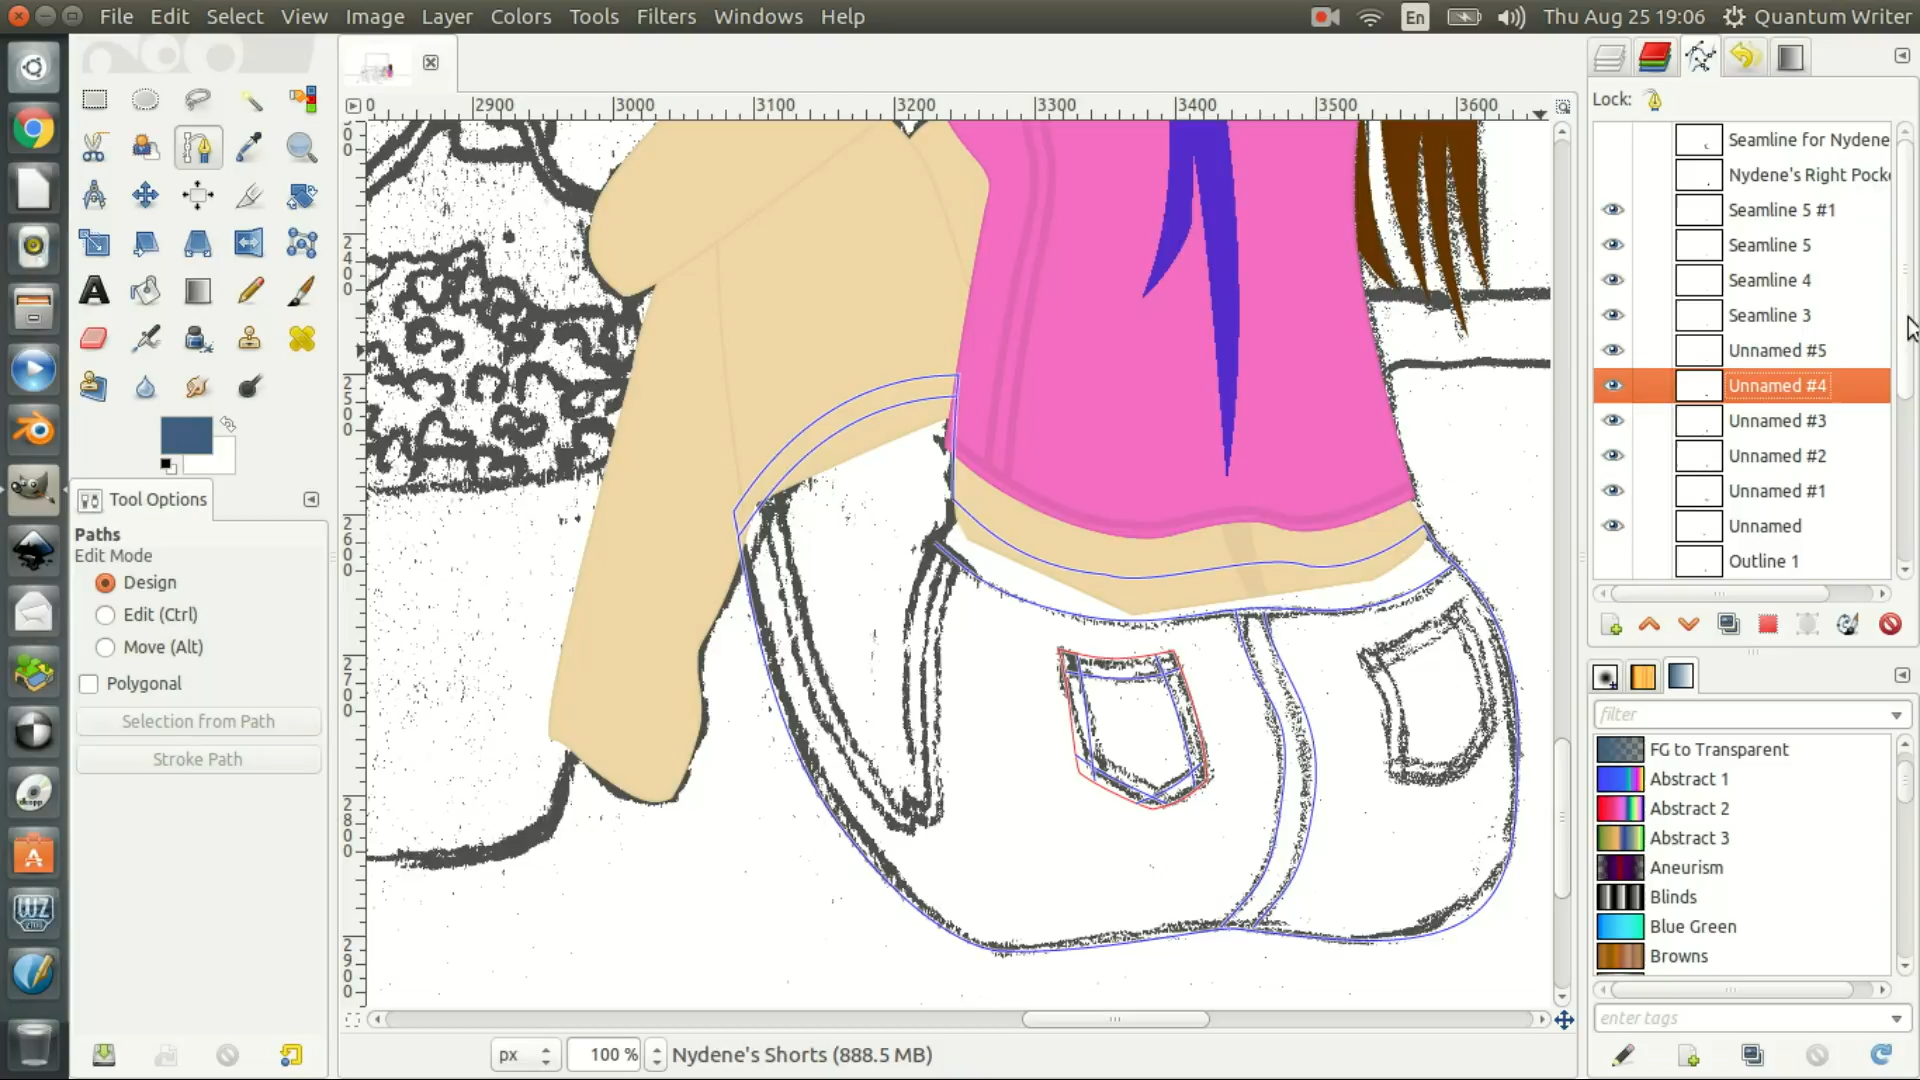 File Edit Select View Image Layer Colors Tools Filters Windows Help
En Thu Aug 25 19:06 Quantum Writer
0 2900 3000 3100 3200 3300 3400 3500 3600
Lock:
Seamline for Nydene
Nydene's Right Pock
Seamline 5 #1
Seamline 5
Seamline 4
Seamline 3
Unnamed #5
Unnamed #4
Unnamed #3
Unnamed #2
Unnamed #1
Unnamed
Outline 1
Tool Options
Paths
Edit Mode
Design
Edit (Ctrl)
Move (Alt)
Polygonal
Selection from Path
Stroke Path
filter
FG to Transparent
Abstract 1
Abstract 2
Abstract 3
Aneurism
Blinds
Blue Green
Browns
enter tags
px 100 % Nydene's Shorts (888.5 MB)